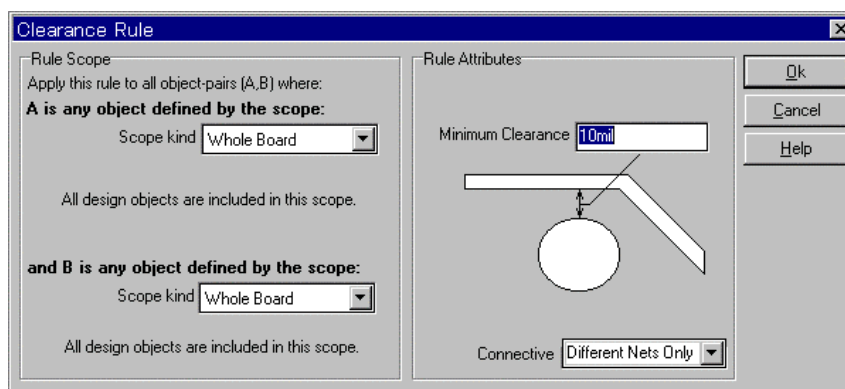 Clearance Rule
Rule Scope
Apply this rule to all object-pairs (A,B) where:
A is any object defined by the scope:
Scope kind Whole Board
All design objects are included in this scope.
and B is any object defined by the scope:
Scope kind Whole Board
All design objects are included in this scope.
Rule Attributes
Minimum Clearance 10mil
Connective Different Nets Only
Ok
Cancel
Help